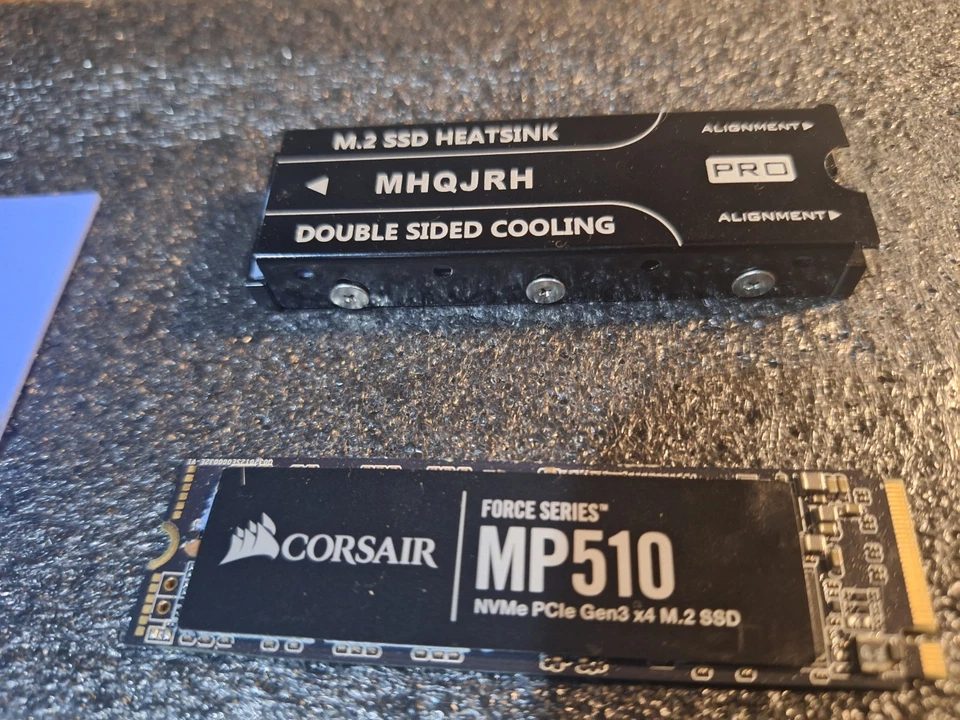 M.2 SSD HEATSINK
ALIGNMENT
MHQJRH
PRO
ALIGNMENT
DOUBLE SIDED COOLING
CORSAIR
FORCE SERIES™
MP510
NVMe PCIe Gen3 x4 M.2 SSD